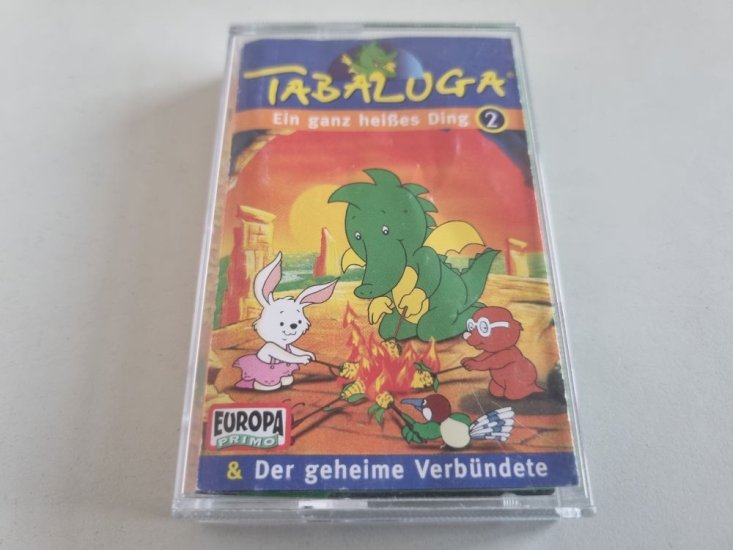 TABALUGA®
Ein ganz heißes Ding 2
EUROPA
PRIMO
& Der geheime Verbündete